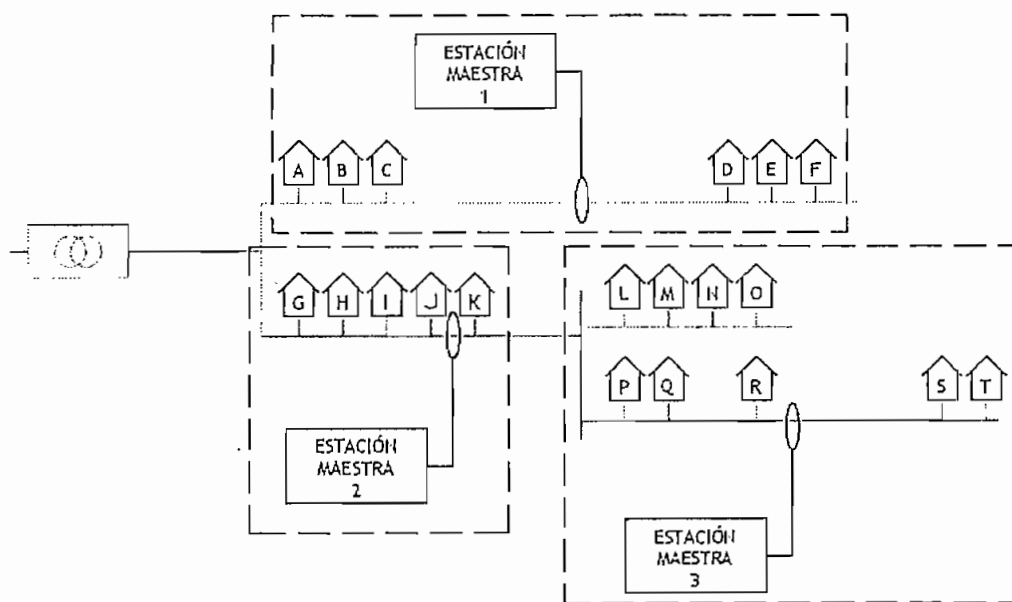 ESTACIÓN
MAESTRA
1
A B C D E F
G H I J K
L M N O
P Q R S T
ESTACIÓN
MAESTRA
2
ESTACIÓN
MAESTRA
3